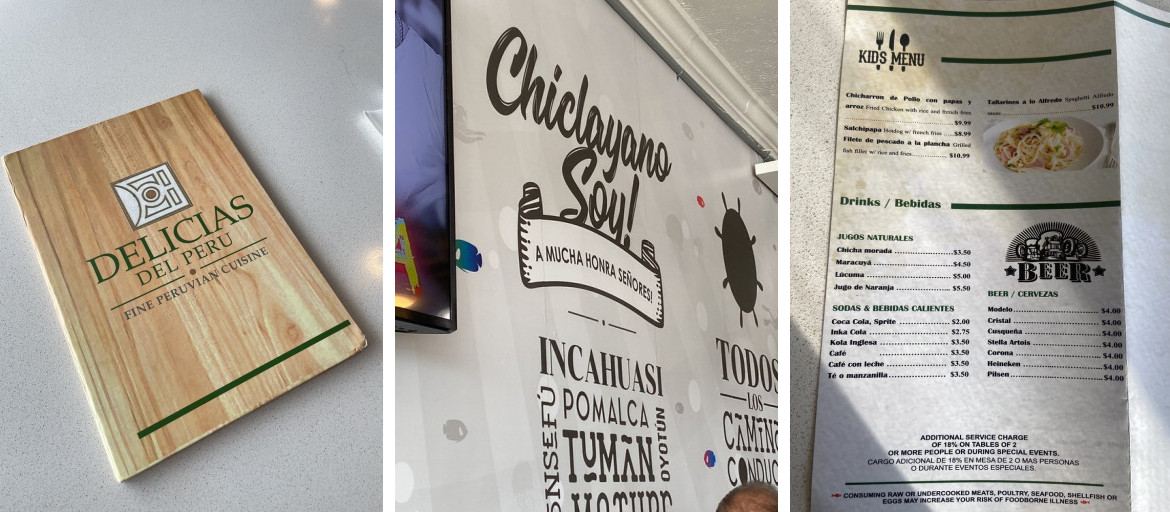 DELICIAS
DEL PERU
FINE PERUVIAN CUISINE
Chiclayano
Soy!
A MUCHA HONRA SEÑORES!
INCAHUASI
POMALCA
TUMÁN
OYOTÚN
TODOS
LOS
KIDS MENU
Chicharron de Pollo con papas y
arroz Fried Chicken with rice and french fries
$9.99
Salchipapa Hotdog w/ french fries .....$8.99
Filete de pescado a la plancha Grilled
fish fillet w/ rice and fries.................. $10.99
Tallarines a lo Alfredo Spaghetti Alfredo
sauce ........ $10.99
Drinks / Bebidas
JUGOS NATURALES
Chicha morada ........................$3.50
Maracuyá ........................$4.50
Lúcuma ........................$5.00
Jugo de Naranja ........................$5.50
SODAS & BEBIDAS CALIENTES
Coca Cola, Sprite .................. $2.00
Inka Cola ........................ $2.75
Kola Inglesa ........................ $3.50
Café ........................ $3.50
Café con leche ........................ $3.50
Té o manzanilla ........................ $3.50
BEER
BEER / CERVEZAS
Modelo ........................ $4.00
Cristal ........................ $4.00
Cusqueña ........................ $4.00
Stella Artois ........................ $4.00
Corona ........................ $4.00
Heineken ........................ $4.00
Pilsen ........................ $4.00
ADDITIONAL SERVICE CHARGE
OF 18% ON TABLES OF 2
OR MORE PEOPLE OR DURING SPECIAL EVENTS.
CARGO ADICIONAL DE 18% EN MESA DE 2 O MAS PERSONAS
O DURANTE EVENTOS ESPECIALES.
CONSUMING RAW OR UNDERCOOKED MEATS, POULTRY, SEAFOOD, SHELLFISH OR
EGGS MAY INCREASE YOUR RISK OF FOODBORNE ILLNESS